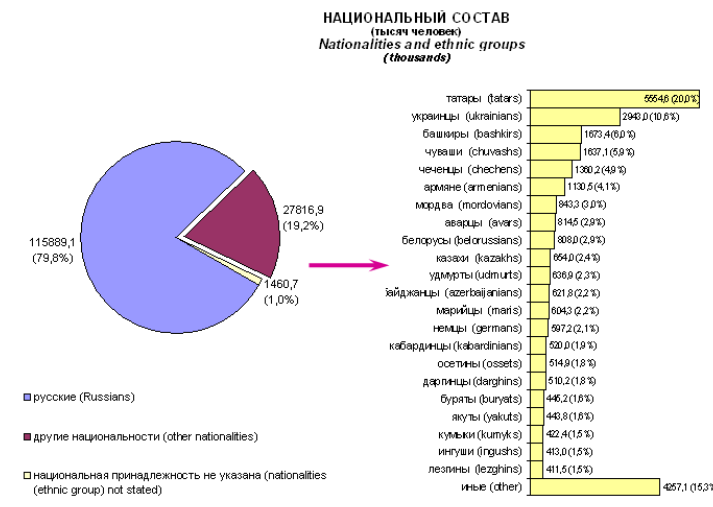 НАЦИОНАЛЬНЫЙ СОСТАВ
(тысяч человек)
Nationalities and ethnic groups
(thousands)
115889,1
(79,8%)
27816,9
(19,2%)
1460,7
(1,0%)
русские (Russians)
другие национальности (other nationalities)
национальная принадлежность не указана (nationalities
(ethnic group) not stated)
татары (tatars) 5554,6 (20,0%)
украинцы (ukrainians) 2943,0 (10,6%)
башкиры (bashkirs) 1673,4 (6,0%)
чуваши (chuvashs) 1637,1 (5,9%)
чеченцы (chechens) 1360,2 (4,9%)
армяне (armenians) 1130,5 (4,1%)
мордва (mordovians) 843,3 (3,0%)
аварцы (avars) 814,5 (2,9%)
белорусы (belorussians) 808,0 (2,9%)
казахи (kazakhs) 654,0 (2,4%)
удмурты (udmurts) 636,9 (2,3%)
байджанцы (azerbaijanians) 621,8 (2,2%)
марийцы (maris) 604,3 (2,2%)
немцы (germans) 597,2 (2,1%)
кабардинцы (kabardinians) 520,0 (1,9%)
осетины (ossets) 514,9 (1,8%)
даргинцы (darghins) 510,2 (1,8%)
буряты (buryats) 445,2 (1,6%)
якуты (yakuts) 443,8 (1,6%)
кумыки (kumyks) 422,4 (1,5%)
ингуши (ingushs) 413,0 (1,5%)
лезгины (lezghins) 411,5 (1,5%)
иные (other) 4257,1 (15,3%